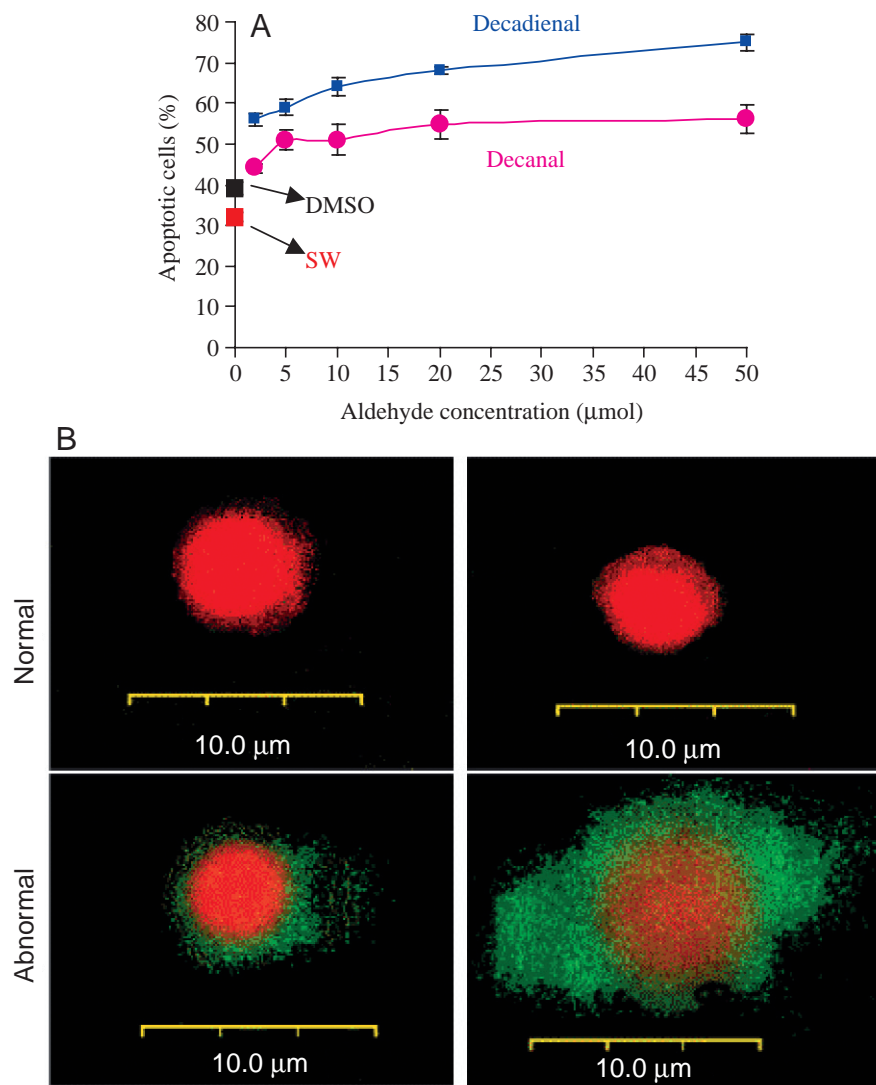 A
Decadienal
Decanal
DMSO
SW
Apoptotic cells (%)
80
70
60
50
40
30
20
10
0
0 5 10 15 20 25 30 35 40 45 50
Aldehyde concentration (μmol)
B
Normal
10.0 μm
10.0 μm
Abnormal
10.0 μm
10.0 μm